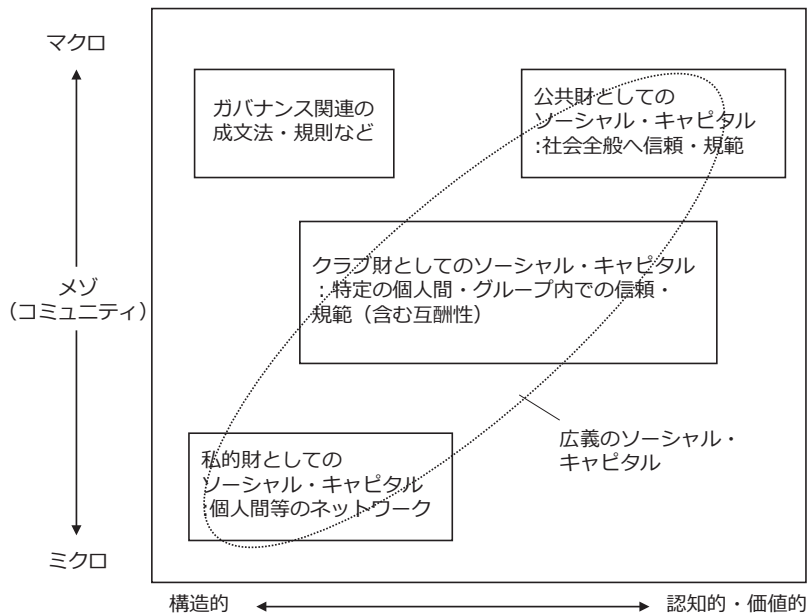 マクロ
ガバナンス関連の
成文法・規則など
公共財としての
ソーシャル・キャピタル
:社会全般へ信頼・規範
クラブ財としてのソーシャル・キャピタル
：特定の個人間・グループ内での信頼・
規範（含む互酬性）
メゾ
（コミュニティ）
広義のソーシャル・
キャピタル
私的財としての
ソーシャル・キャピタル
:個人間等のネットワーク
ミクロ
構造的
認知的・価値的